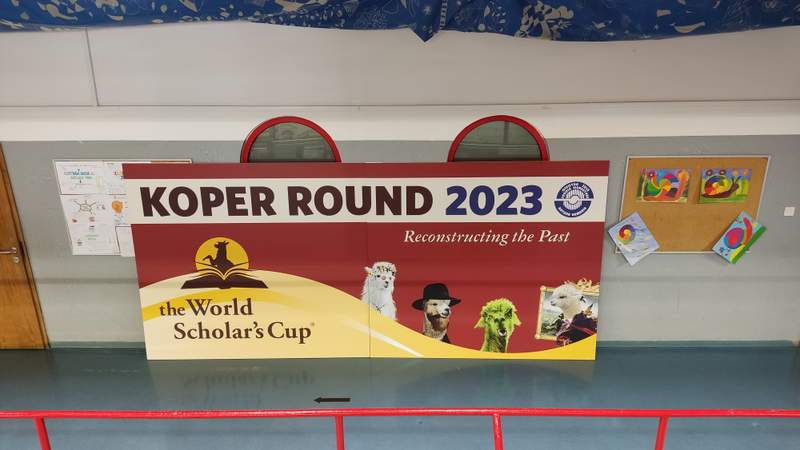 KOPER ROUND 2023
Reconstructing the Past
the World
Scholar's Cup®